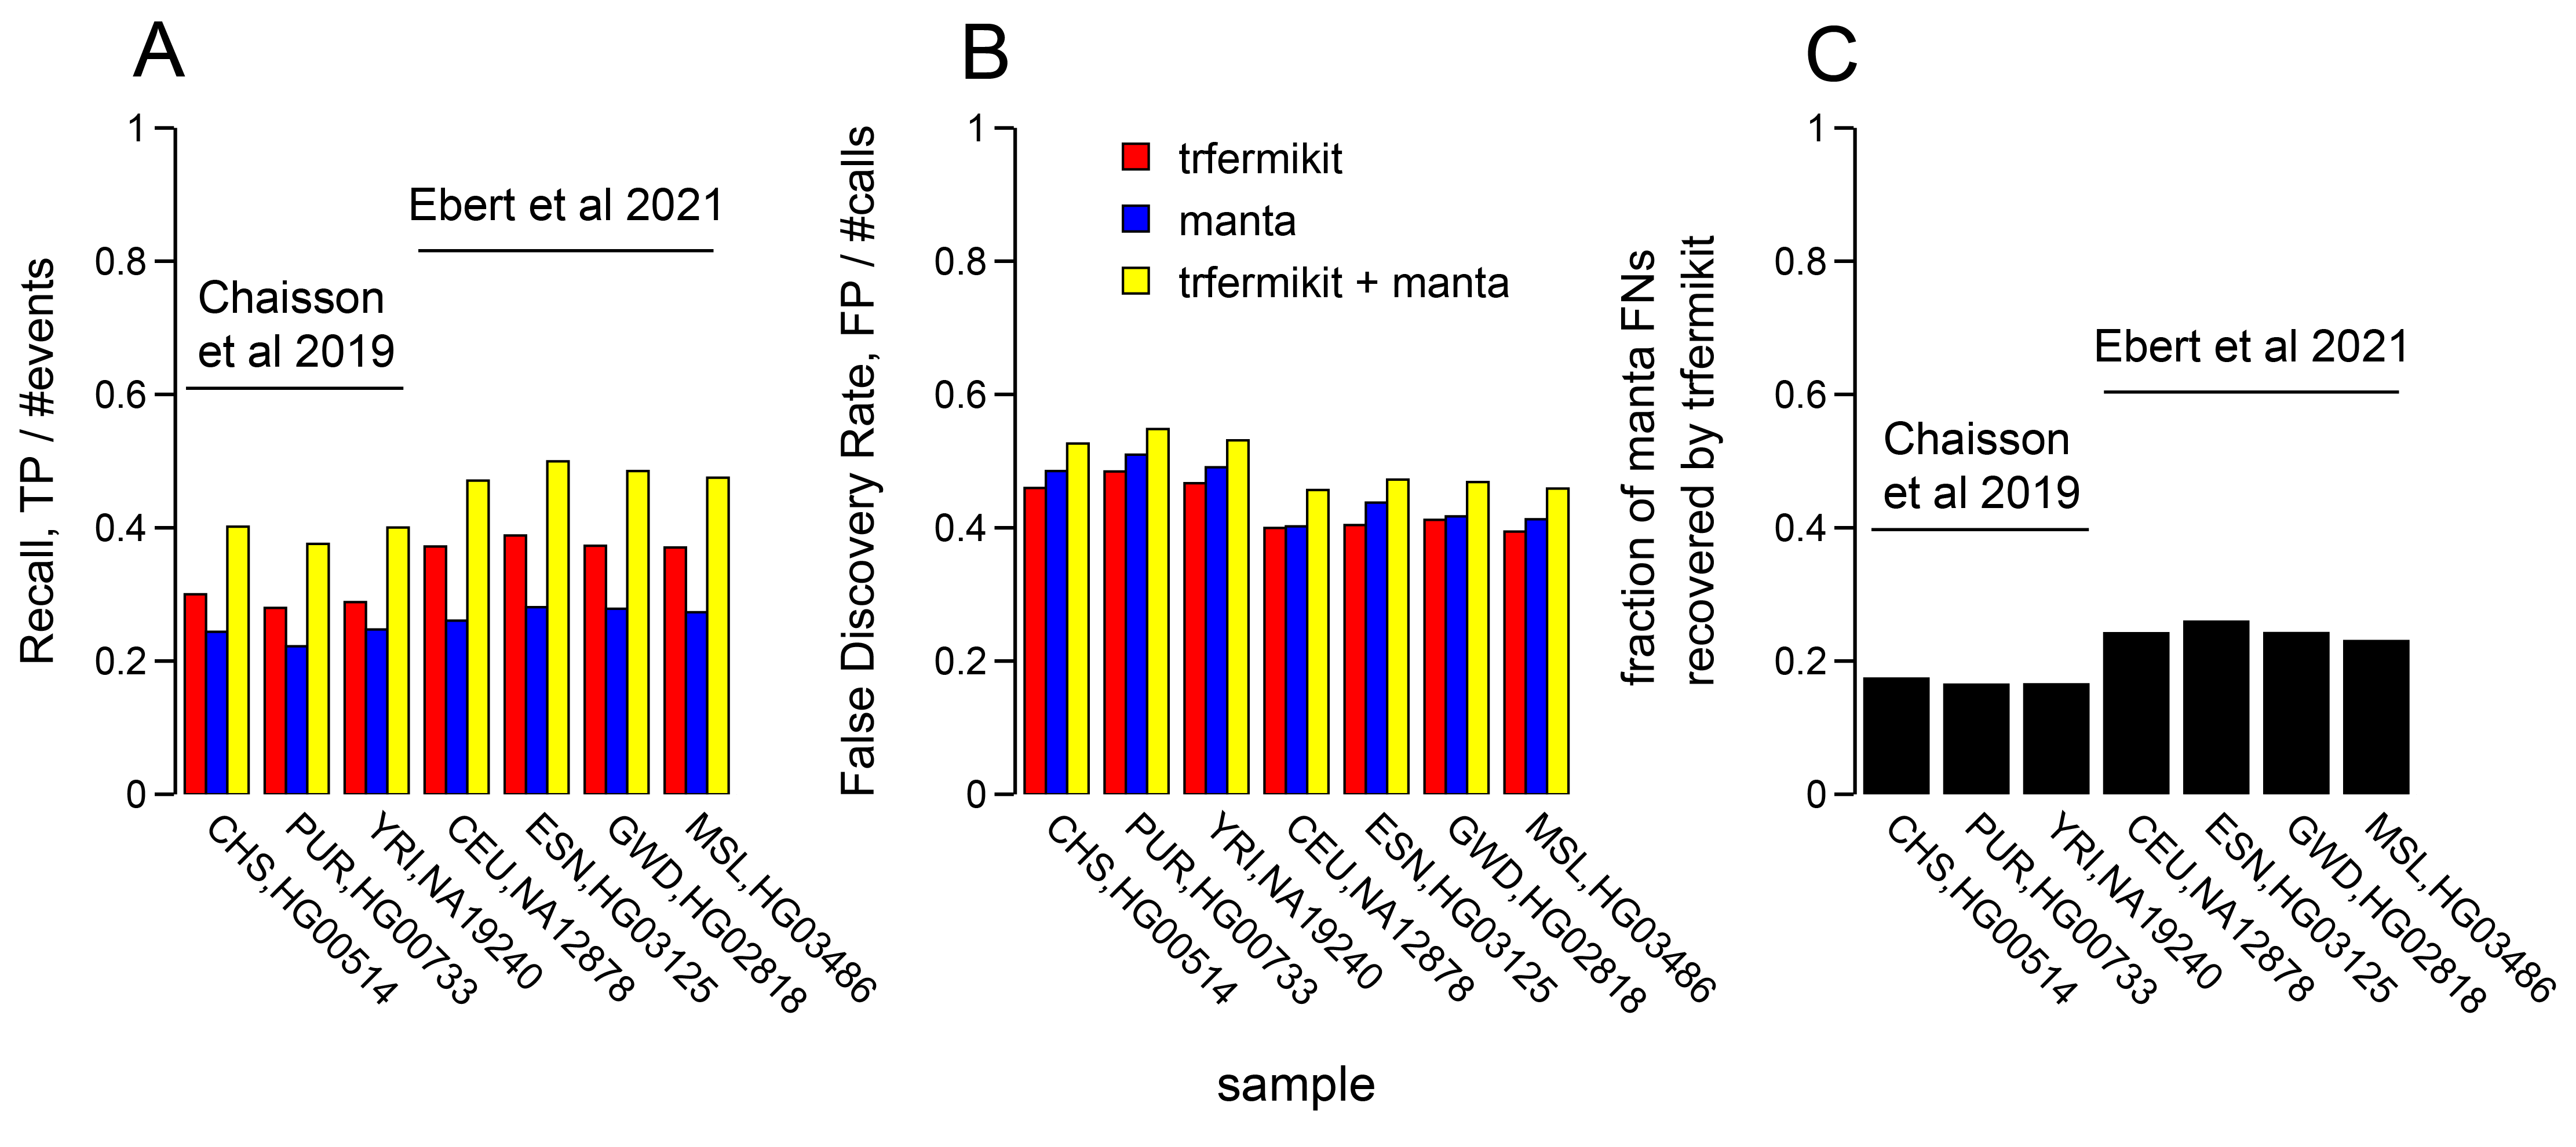 A
Recall, TP / #events
1
0.8
0.6
0.4
0.2
0
Chaisson
et al 2019
Ebert et al 2021
CHS,HG00514
PUR,HG00733
YRI,NA19240
CEU,NA12878
ESN,HG03125
GWD,HG02818
MSL,HG03486
B
False Discovery Rate, FP / #calls
1
0.8
0.6
0.4
0.2
0
trfermikit
manta
trfermikit + manta
CHS,HG00514
PUR,HG00733
YRI,NA19240
CEU,NA12878
ESN,HG03125
GWD,HG02818
MSL,HG03486
C
fraction of manta FNs
recovered by trfermikit
1
0.8
0.6
0.4
0.2
0
Chaisson
et al 2019
Ebert et al 2021
CHS,HG00514
PUR,HG00733
YRI,NA19240
CEU,NA12878
ESN,HG03125
GWD,HG02818
MSL,HG03486
sample